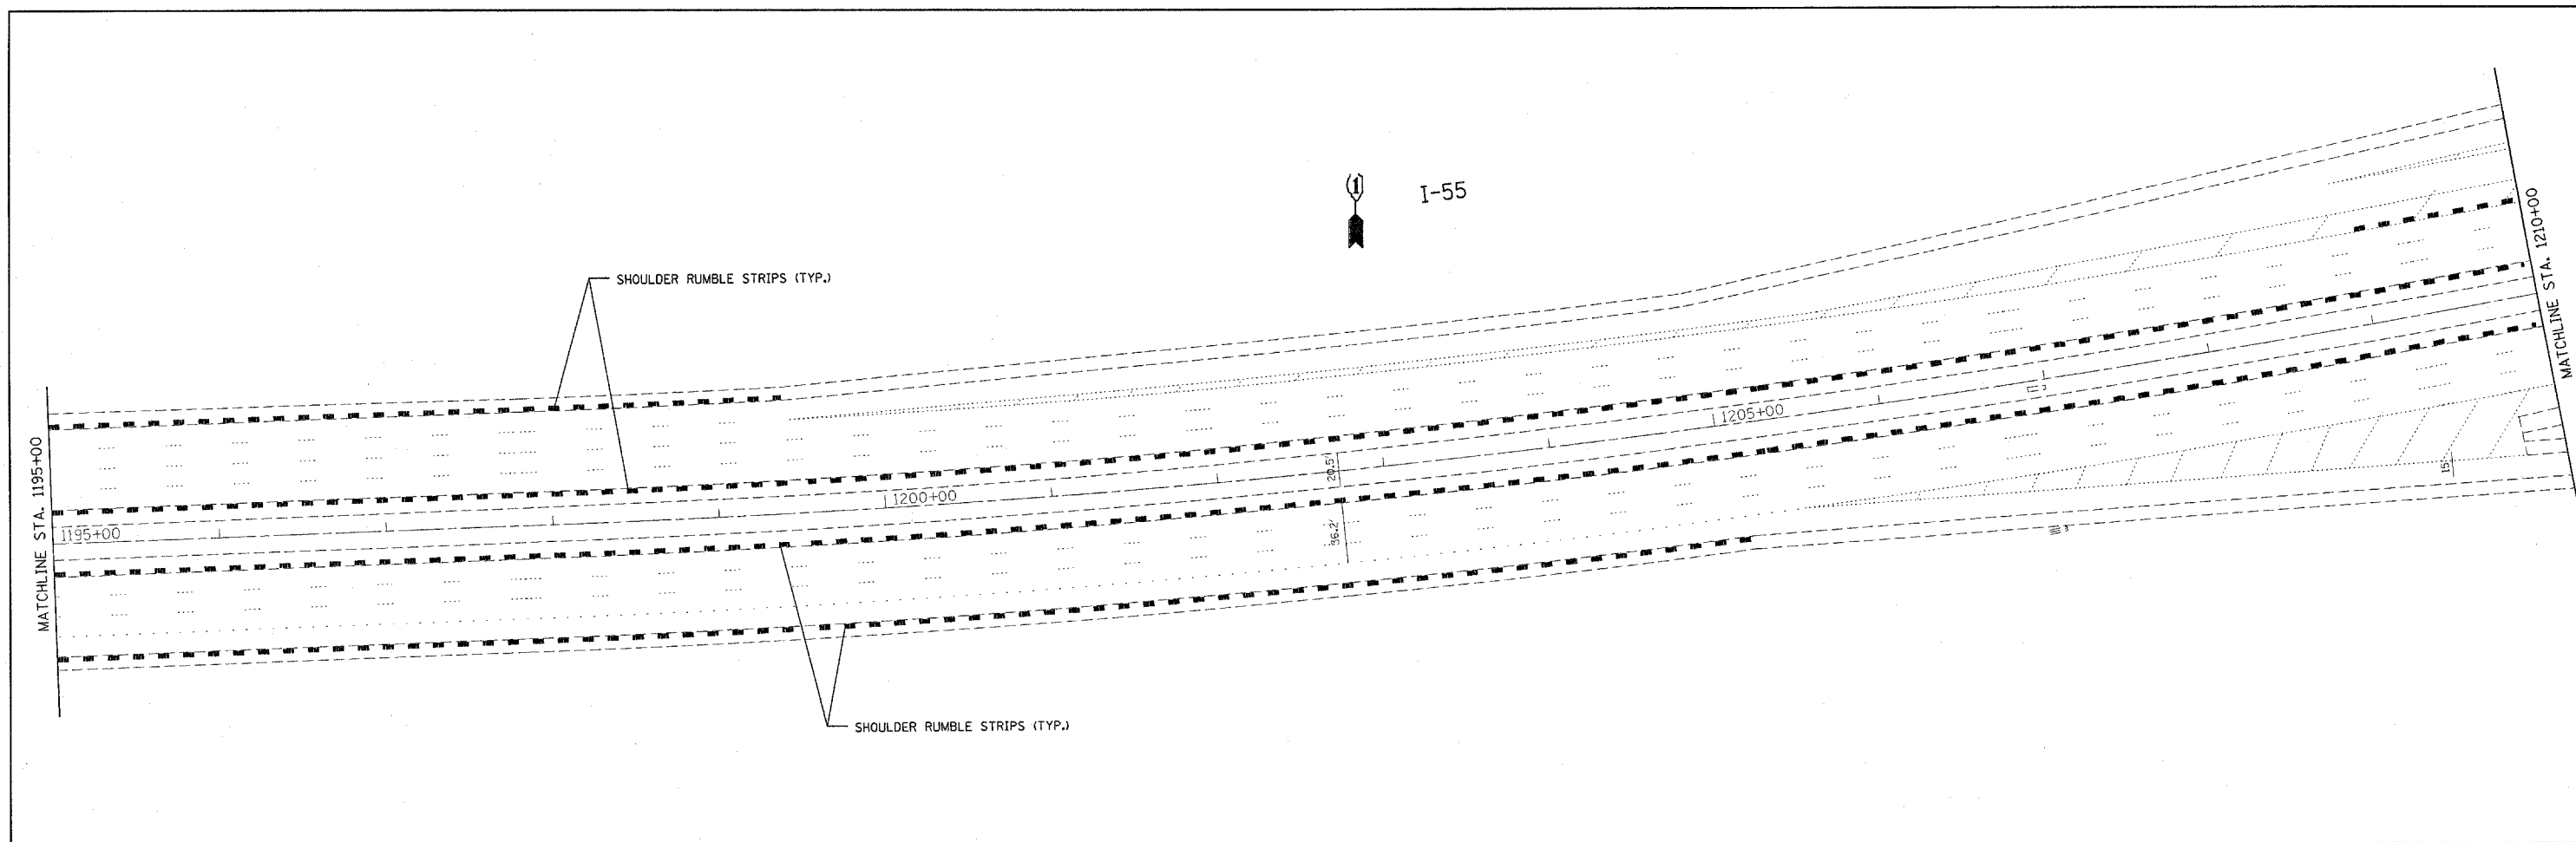 (1)
I-55
SHOULDER RUMBLE STRIPS (TYP.)
MATCHLINE STA. 1210+00
1205+00
MATCHLINE STA. 1195+00
20.5'
1200+00
15'
1195+00
36.2'
SHOULDER RUMBLE STRIPS (TYP.)